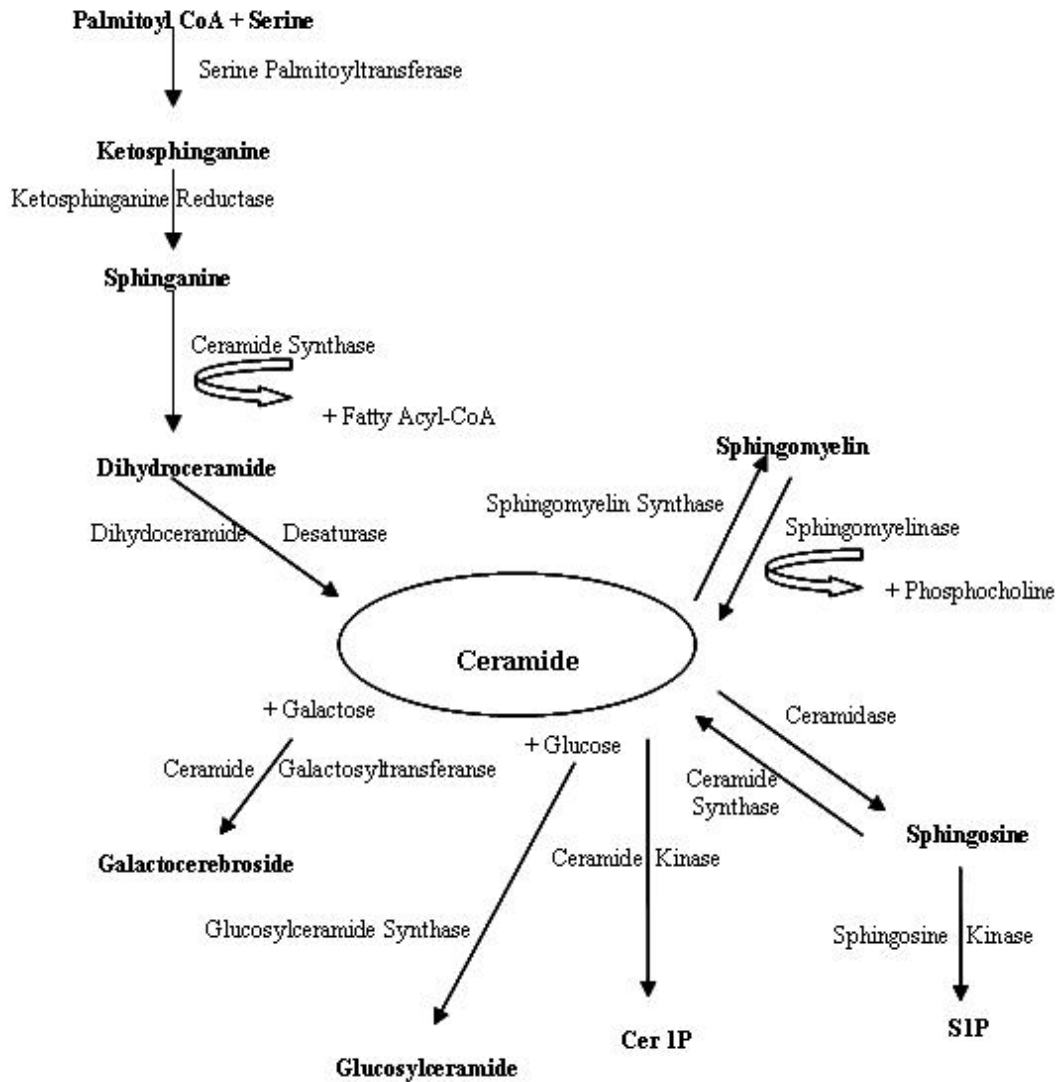 Palmitoyl CoA + Serine
Serine Palmitoyltransferase
Ketosphinganine
Ketosphinganine Reductase
Sphinganine
Ceramide Synthase
+ Fatty Acyl-CoA
Dihydroceramide
Dihydoceramide Desaturase
Sphingomyelin
Sphingomyelin Synthase
Sphingomyelinase
+ Phosphocholine
Ceramide
+ Galactose
Ceramide Galactosyltransferanse
Galactocerebroside
+ Glucose
Glucosylceramide Synthase
Glucosylceramide
Ceramide Kinase
Cer 1P
Ceramidase
Ceramide
Synthase
Sphingosine
Sphingosine Kinase
S1P